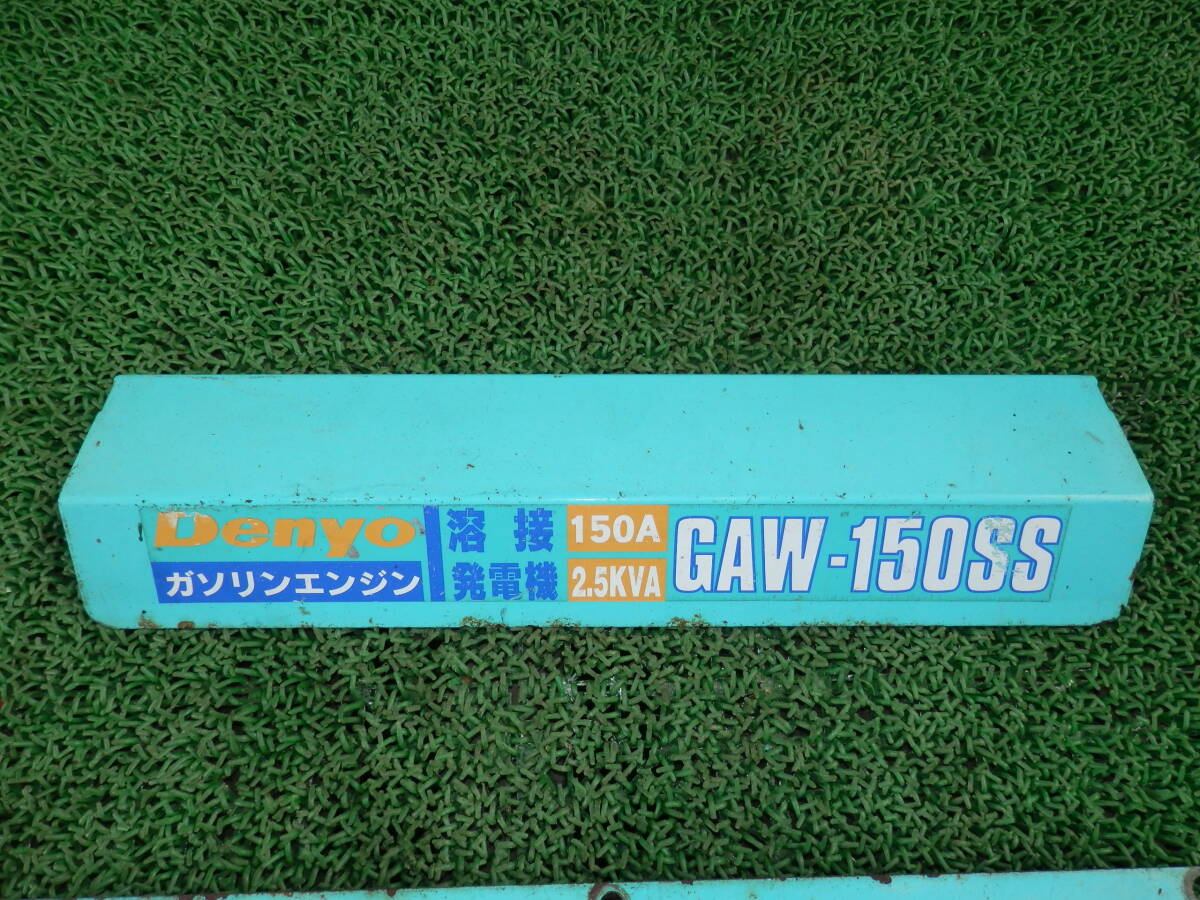 Denyo
ガソリンエンジン
溶接 150A
発電機 2.5KVA
GAW-150SS